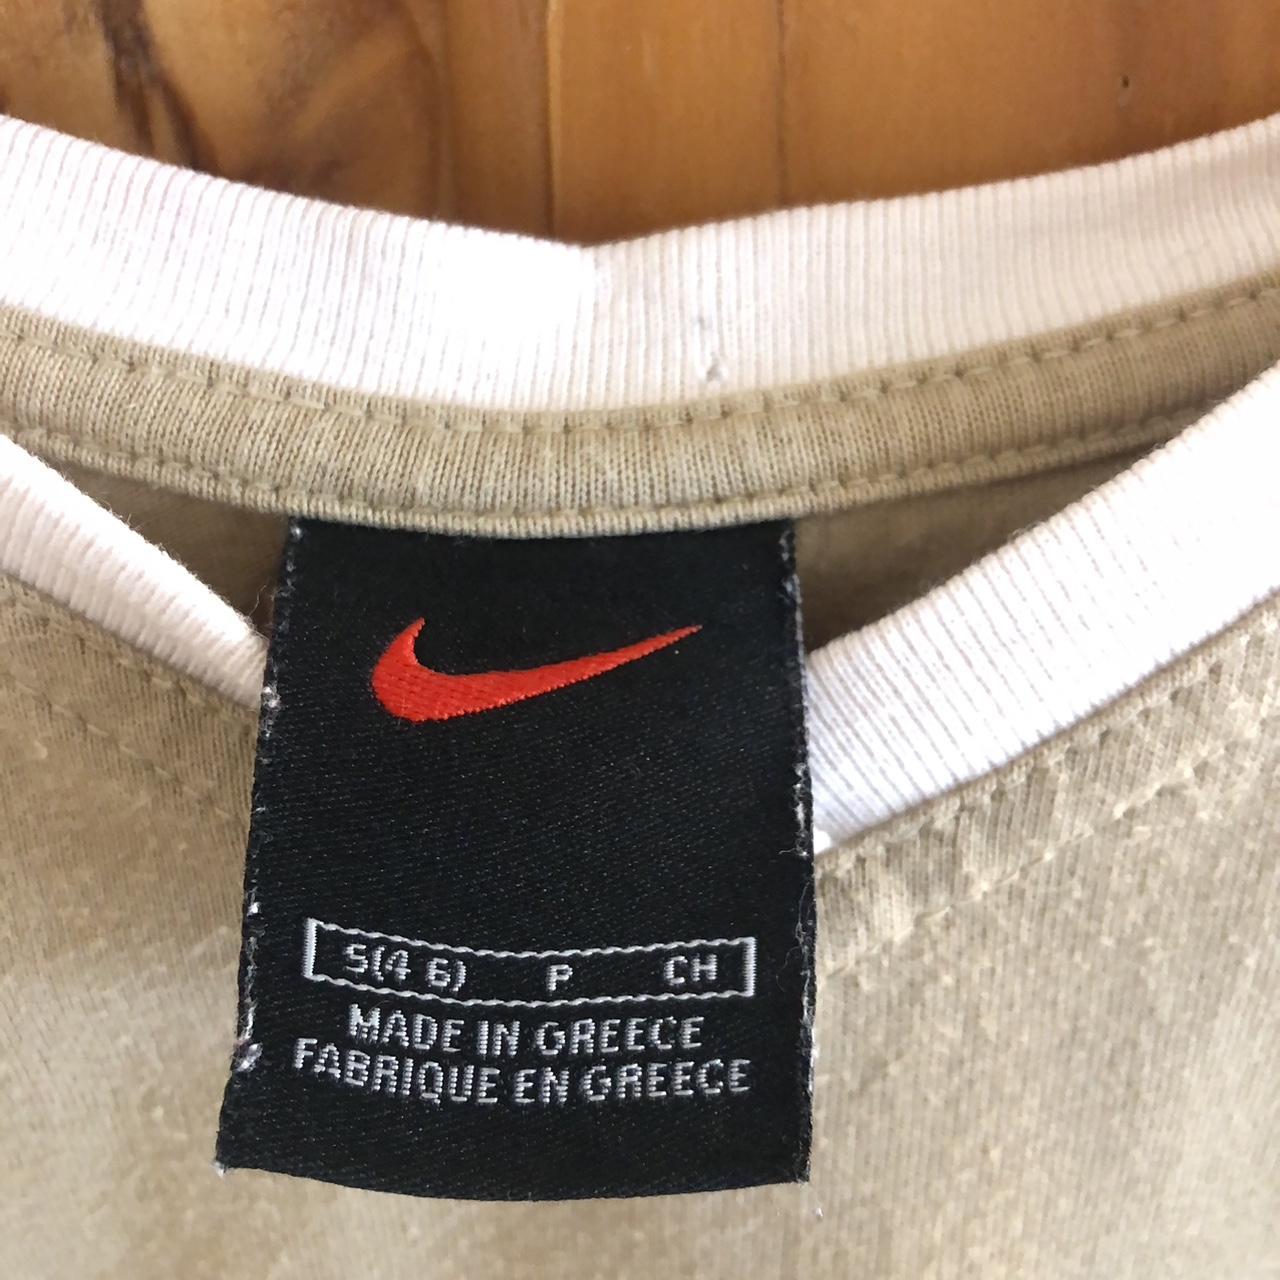 S(4 6) P CH
MADE IN GREECE
FABRIQUE EN GREECE